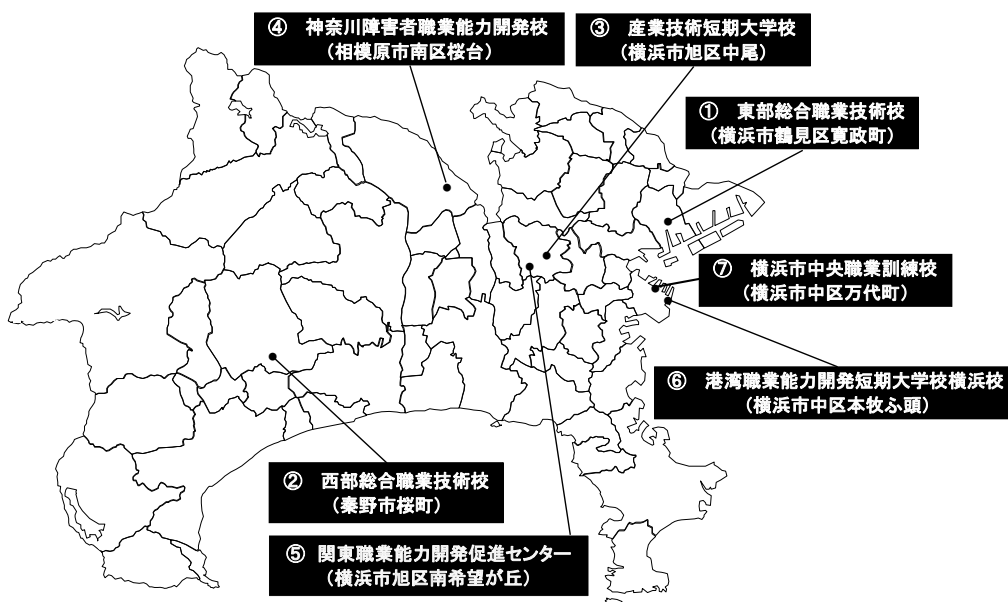 ④ 神奈川障害者職業能力開発校
（相模原市南区桜台）
③ 産業技術短期大学校
（横浜市旭区中尾）
① 東部総合職業技術校
（横浜市鶴見区寛政町）
⑦ 横浜市中央職業訓練校
（横浜市中区万代町）
⑥ 港湾職業能力開発短期大学校横浜校
（横浜市中区本牧ふ頭）
② 西部総合職業技術校
（秦野市桜町）
⑤ 関東職業能力開発促進センター
（横浜市旭区南希望が丘）